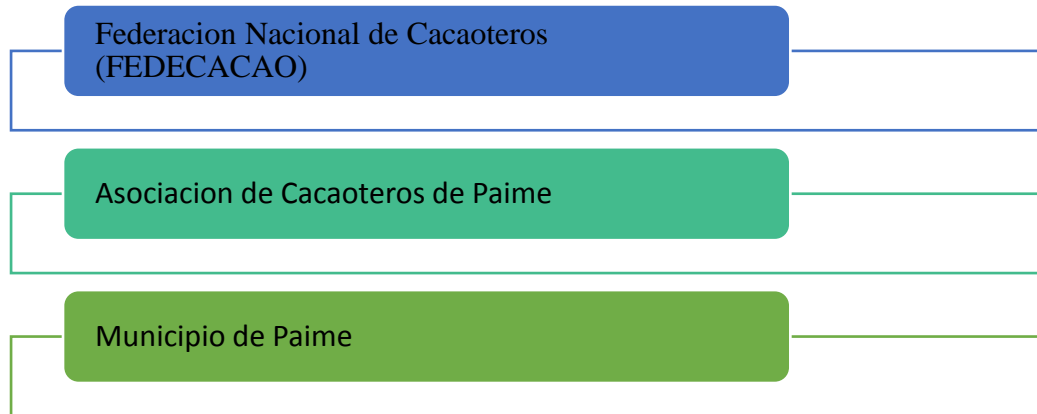 Federacion Nacional de Cacaoteros
(FEDECACAO)
Asociacion de Cacaoteros de Paime
Municipio de Paime